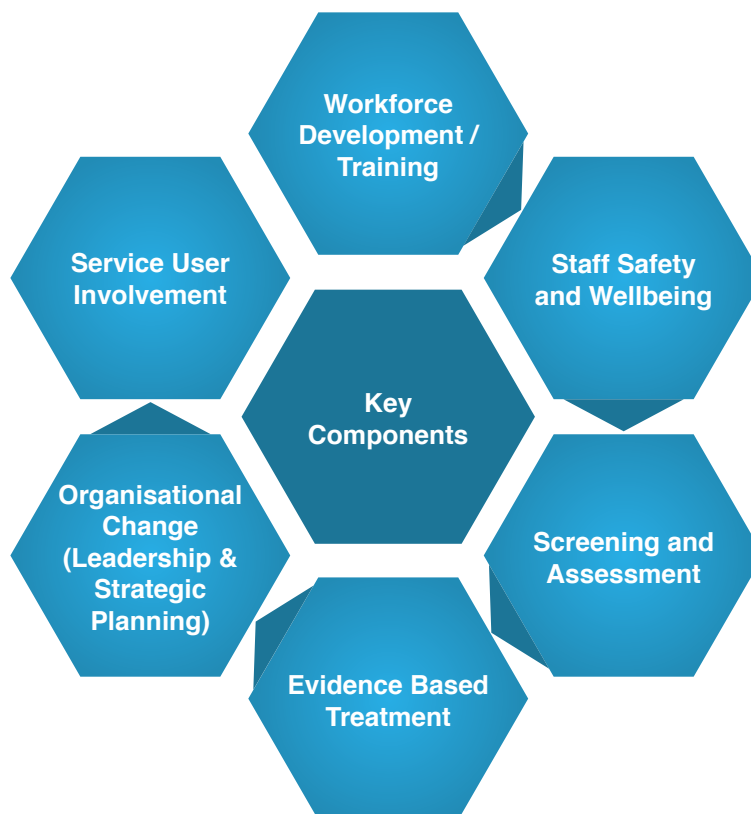 Workforce
Development /
Training
Staff Safety
and Wellbeing
Screening and
Assessment
Evidence Based
Treatment
Organisational
Change
(Leadership &
Strategic
Planning)
Service User
Involvement
Key
Components